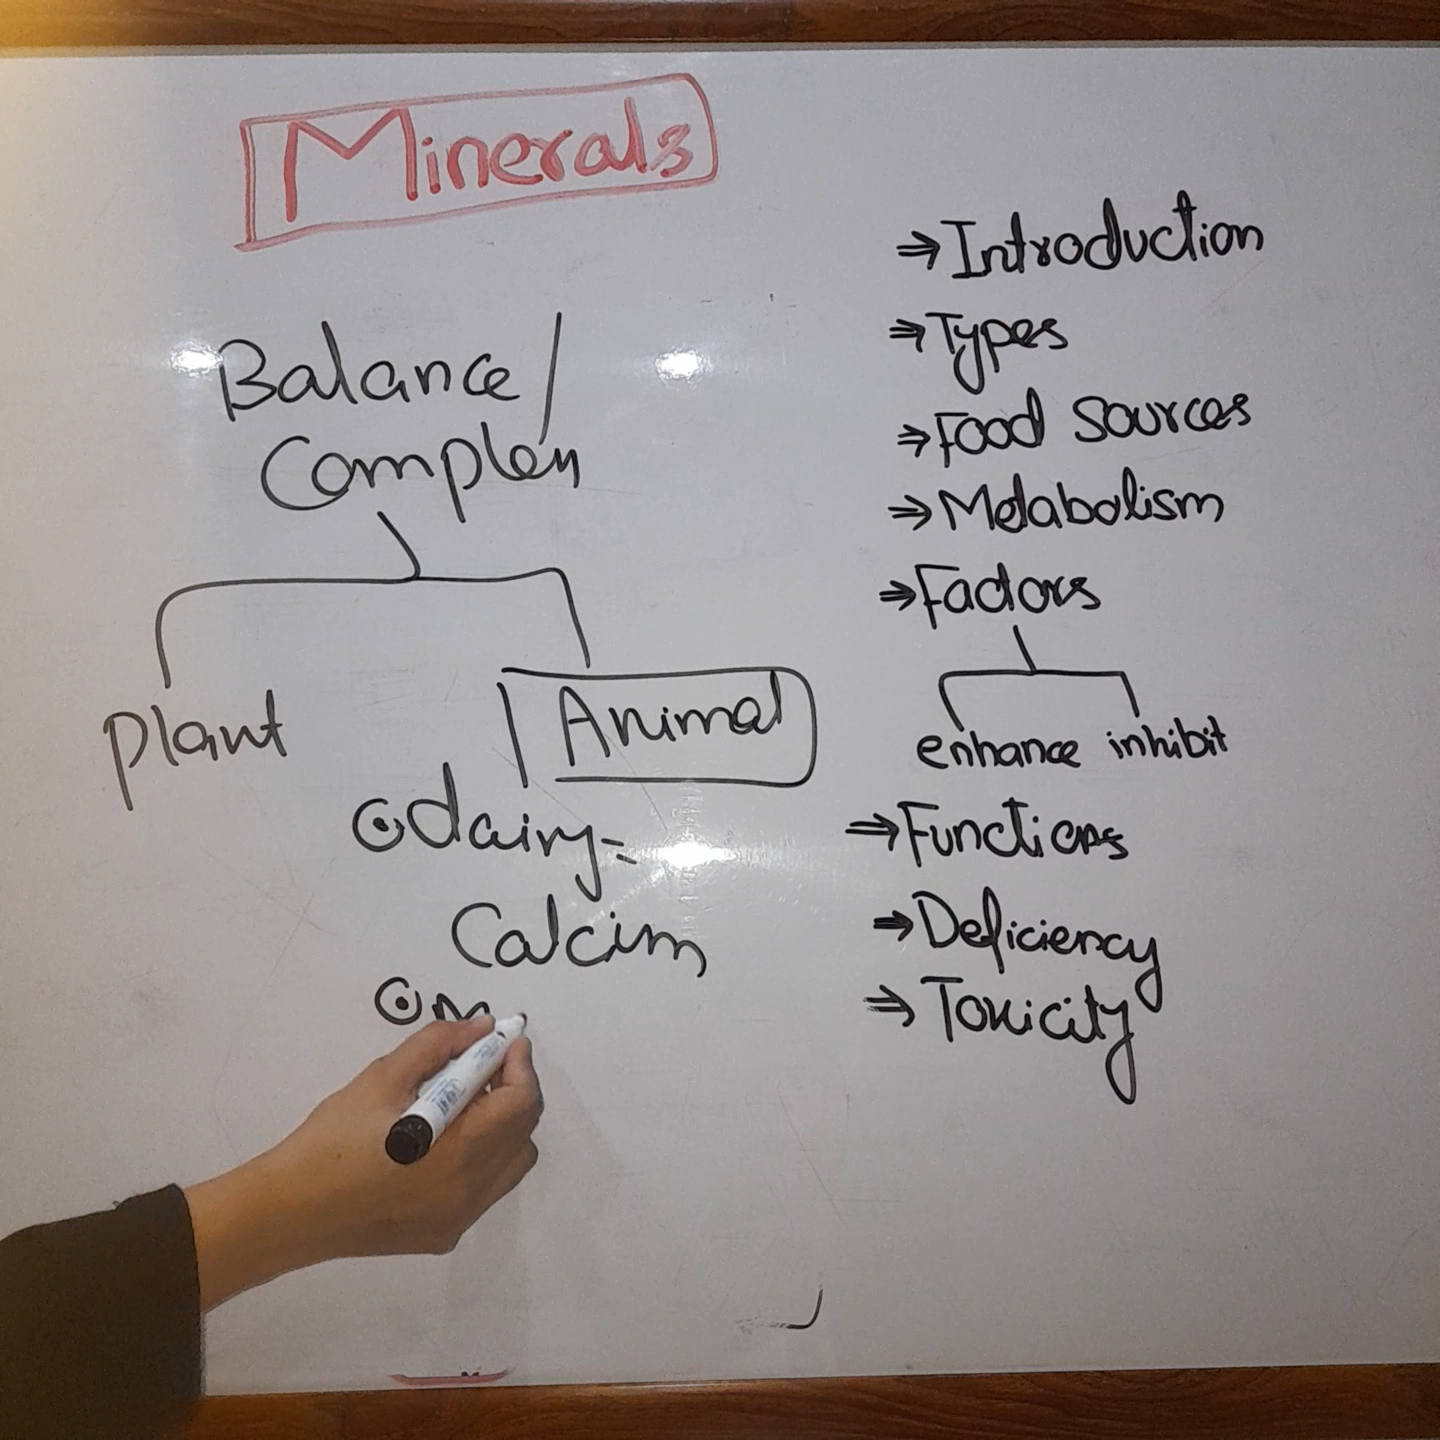 Minerals
Balance/
Complex
plant
Animal
⊙ dairy =
Calcim
⊙
⇒ Introduction
⇒ Types
⇒ Food Sources
⇒ Metabolism
⇒ Factors
enhance inhibit
⇒ Functions
⇒ Deficiency
⇒ Toxicity